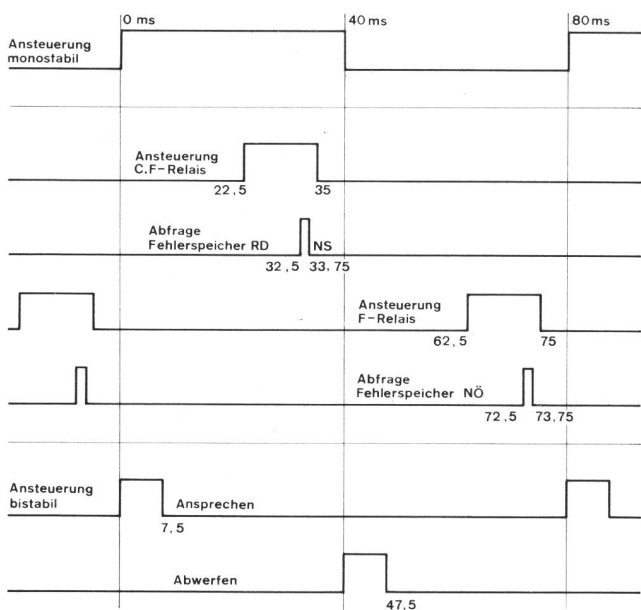 0 ms
40 ms
80 ms
Ansteuerung
monostabil
Ansteuerung
C,F-Relais
22,5
35
Abfrage
Fehlerspeicher RD
NS
32,5
33,75
Ansteuerung
F-Relais
62,5
75
Abfrage
Fehlerspeicher NÖ
72,5
73,75
Ansteuerung
bistabil
Ansprechen
7,5
Abwerfen
47,5